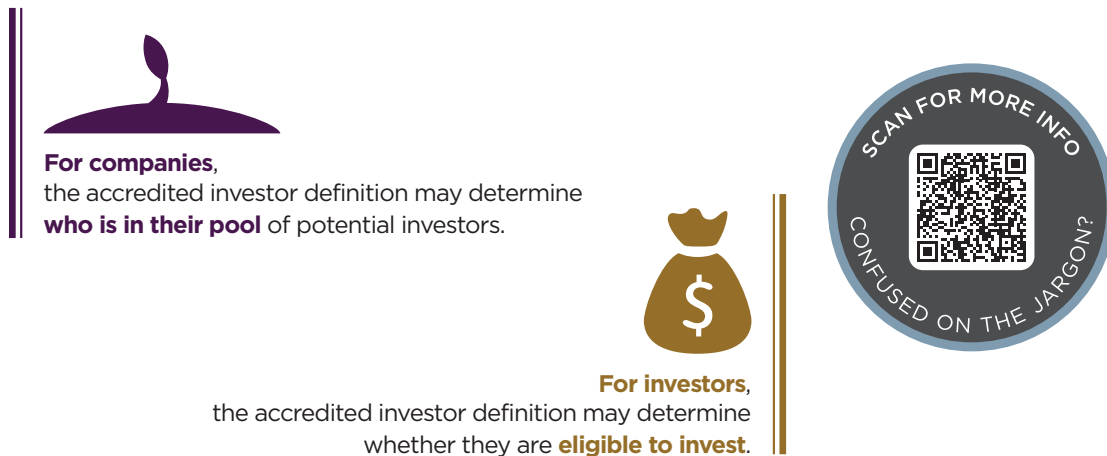 For companies,
the accredited investor definition may determine
who is in their pool of potential investors.
SCAN FOR MORE INFO
CONFUSED ON THE JARGON?
$
For investors,
the accredited investor definition may determine
whether they are eligible to invest.